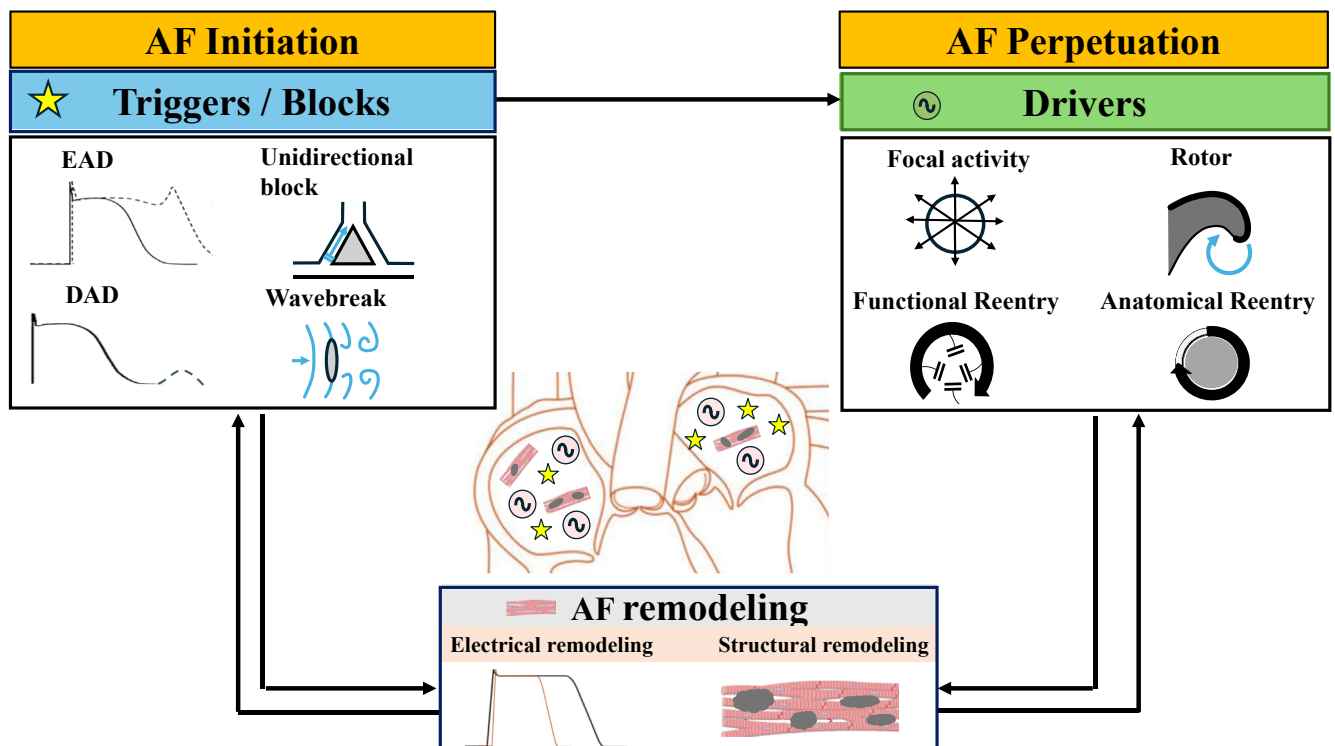 AF Initiation
Triggers / Blocks
EAD
Unidirectional
block
DAD
Wavebreak
AF Perpetuation
Drivers
Focal activity
Rotor
Functional Reentry
Anatomical Reentry
AF remodeling
Electrical remodeling
Structural remodeling